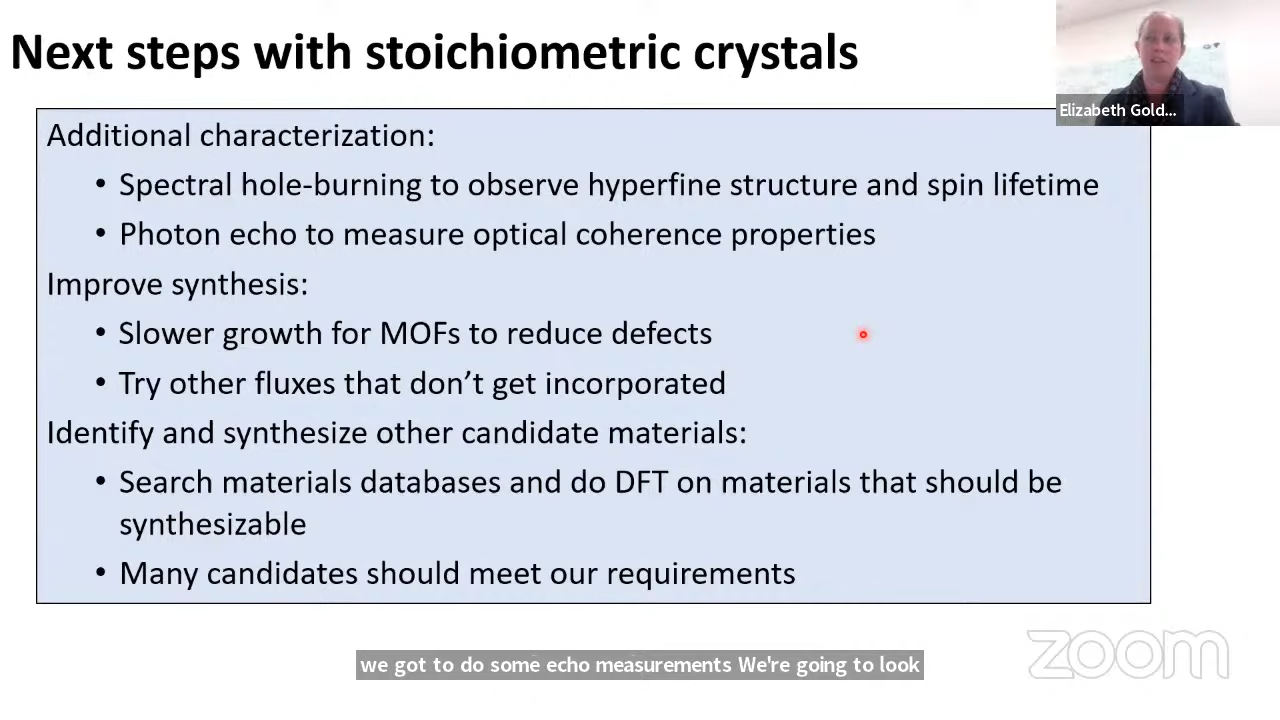 Next steps with stoichiometric crystals
Elizabeth Gold...
Additional characterization:
• Spectral hole-burning to observe hyperfine structure and spin lifetime
• Photon echo to measure optical coherence properties
Improve synthesis:
• Slower growth for MOFs to reduce defects
• Try other fluxes that don’t get incorporated
Identify and synthesize other candidate materials:
• Search materials databases and do DFT on materials that should be
synthesizable
• Many candidates should meet our requirements
we got to do some echo measurements We're going to look
zoom